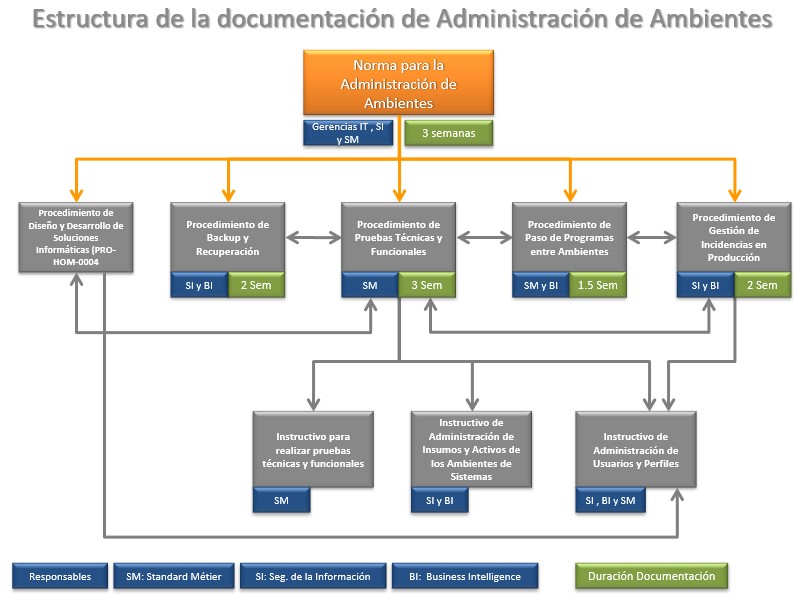 Estructura de la documentación de Administración de Ambientes
Norma para la
Administración de
Ambientes
Gerencias IT , SI
y SM
3 semanas
Procedimiento de
Diseño y Desarrollo de
Soluciones
Informáticas (PRO-
HOM-0004
Procedimiento de
Backup y
Recuperación
SI y BI
2 Sem
Procedimiento de
Pruebas Técnicas y
Funcionales
SM
3 Sem
Procedimiento de
Paso de Programas
entre Ambientes
SM y BI
1.5 Sem
Procedimiento de
Gestión de
Incidencias en
Producción
SI y BI
2 Sem
Instructivo para
realizar pruebas
técnicas y funcionales
SM
Instructivo de
Administración de
Insumos y Activos de
los Ambientes de
Sistemas
SI y BI
Instructivo de
Administración de
Usuarios y Perfiles
SI , BI y SM
Responsables
SM: Standard Métier
SI: Seg. de la Información
BI: Business Intelligence
Duración Documentación